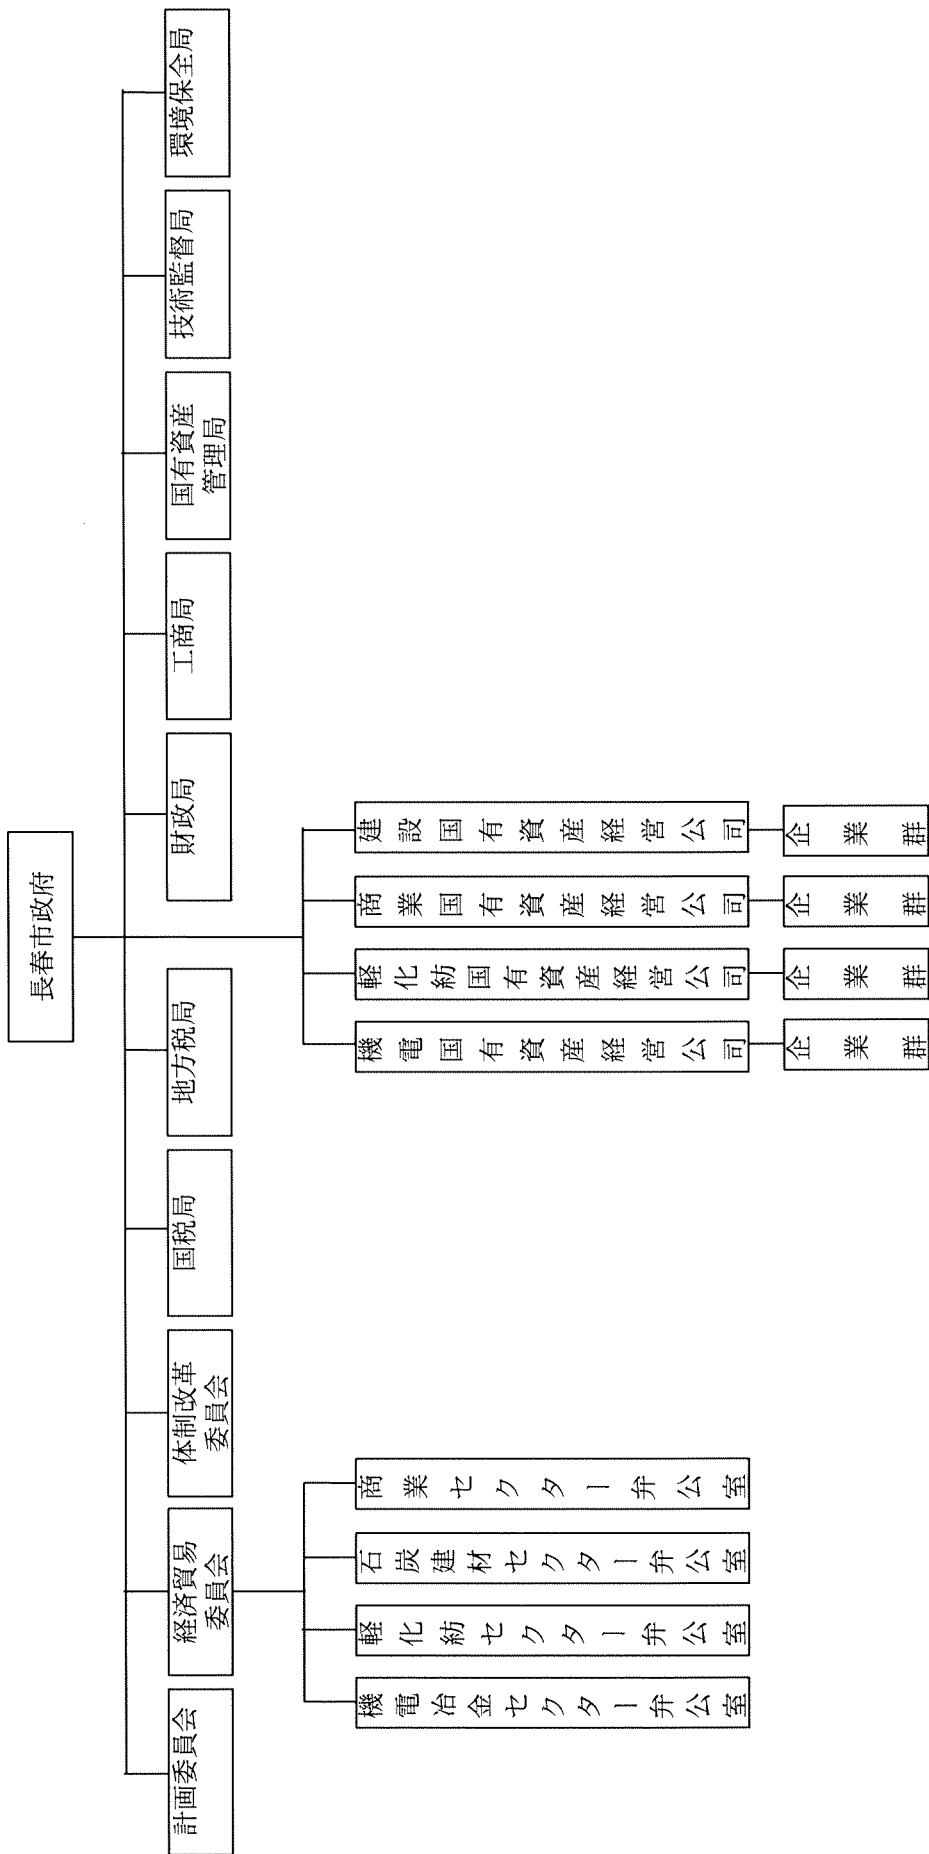 長春市政府
計画委員会
経済貿易
委員会
体制改革
委員会
国税局
地方税局
財政局
工商局
国有資産
管理局
技術監督局
環境保全局
機電冶金セクター弁公室
軽化紡セクター弁公室
石炭建材セクター弁公室
商業セクター弁公室
機電国有資産経営公司
軽化紡国有資産経営公司
商業国有資産経営公司
建設国有資産経営公司
企業群
企業群
企業群
企業群